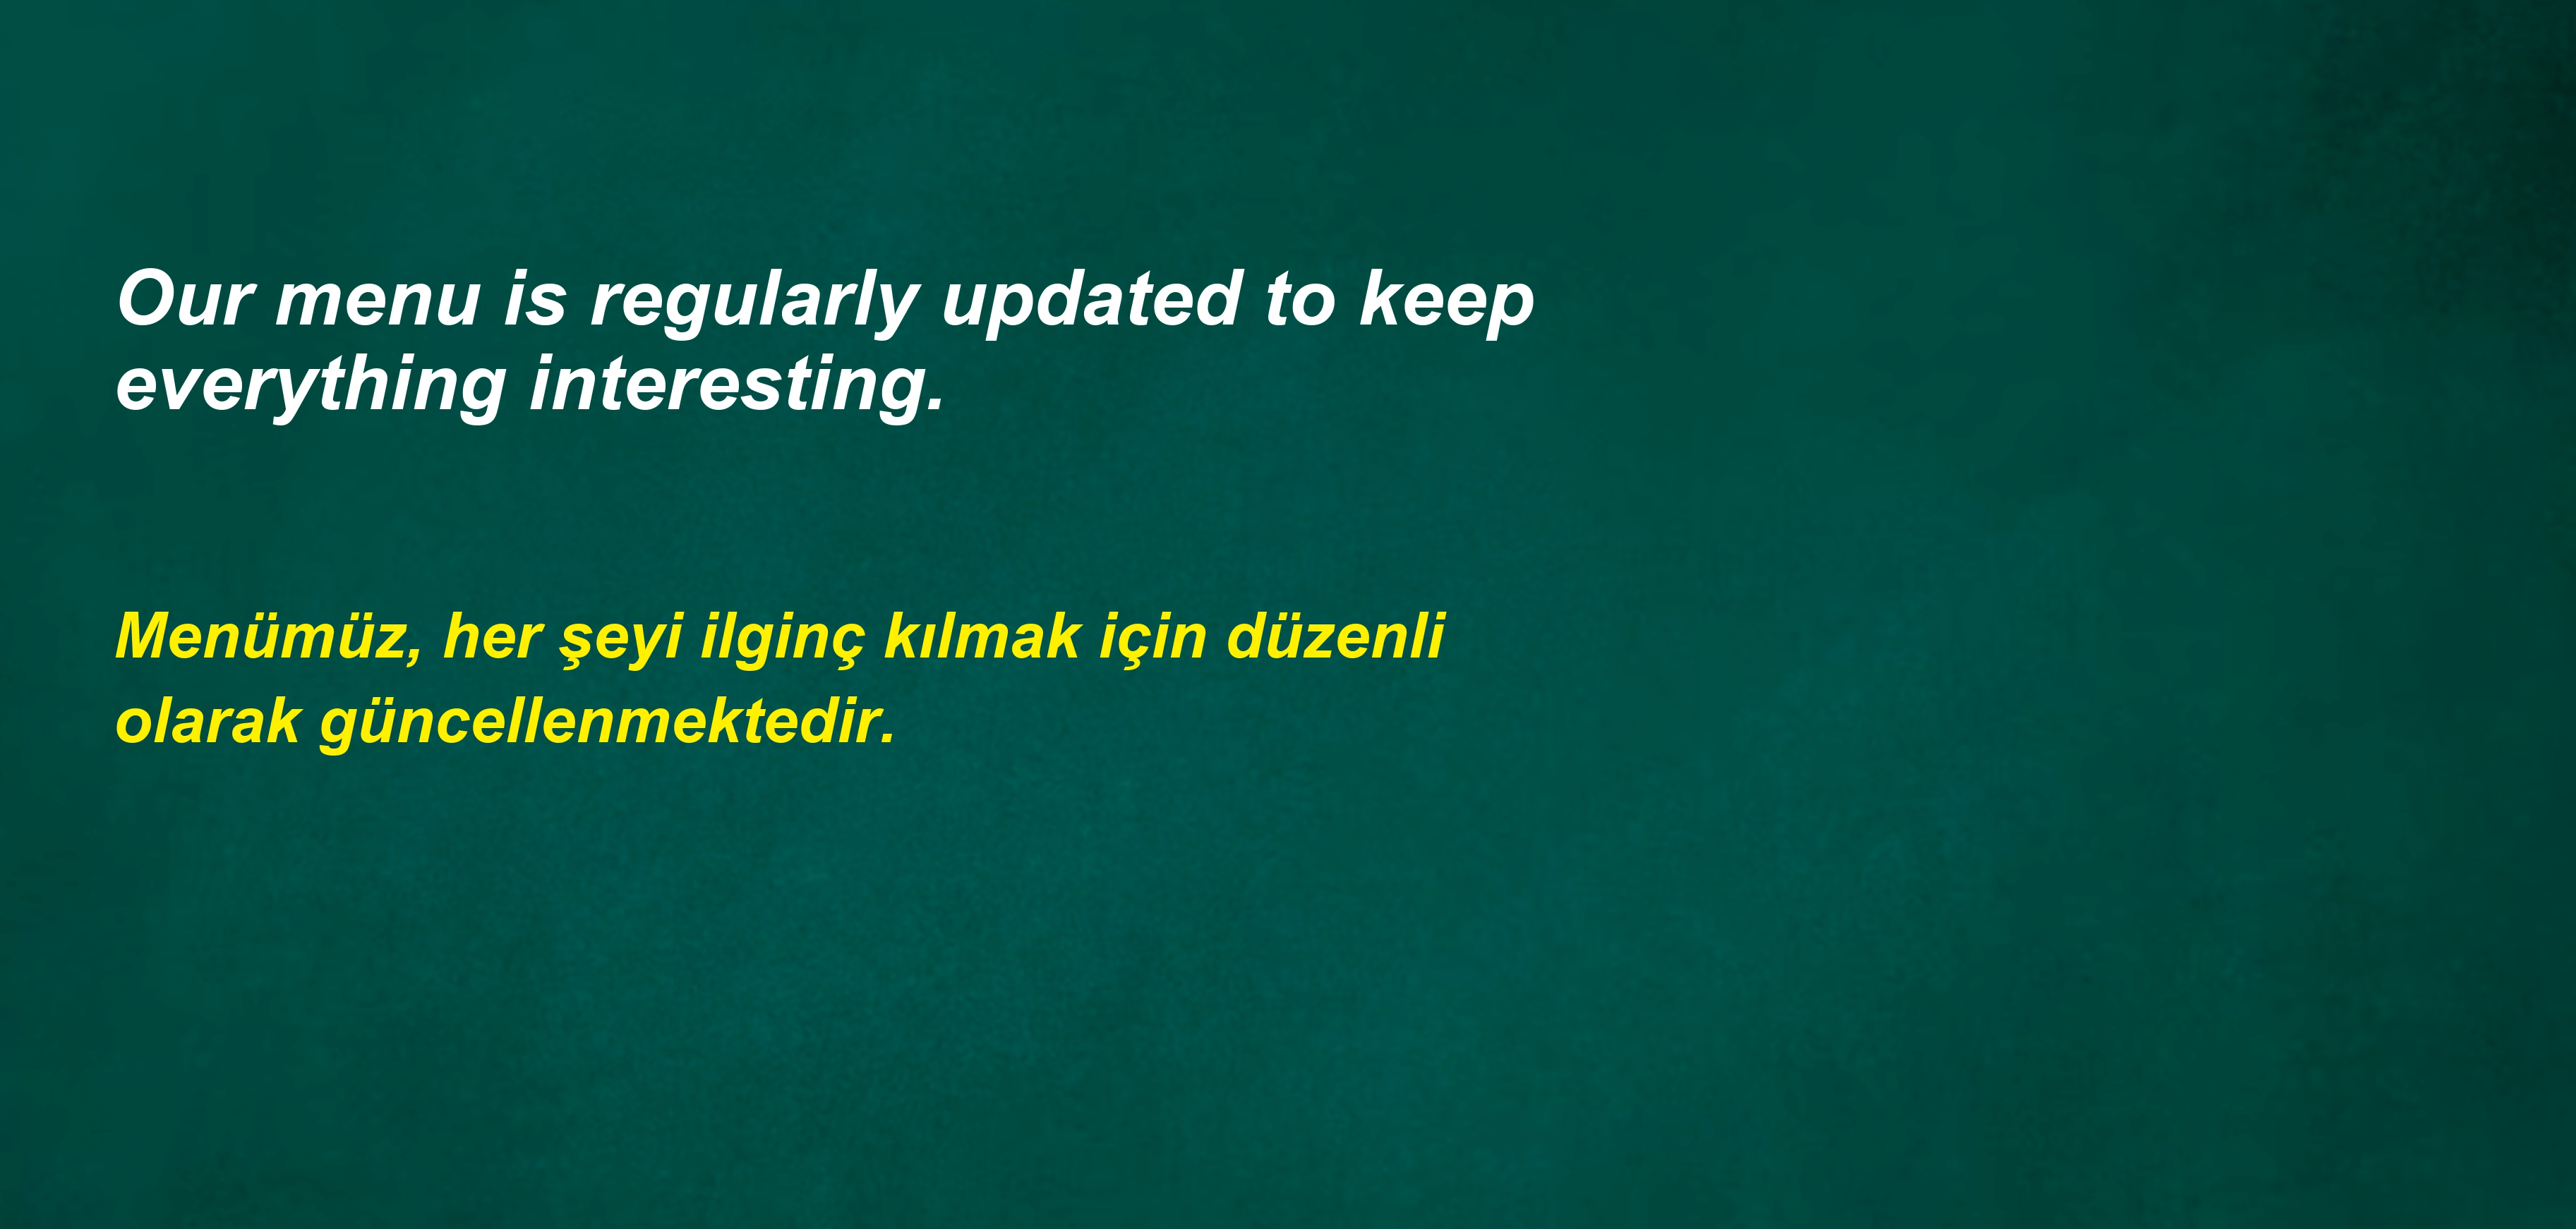 Our menu is regularly updated to keep
everything interesting.
Menümüz, her şeyi ilginç kılmak için düzenli
olarak güncellenmektedir.